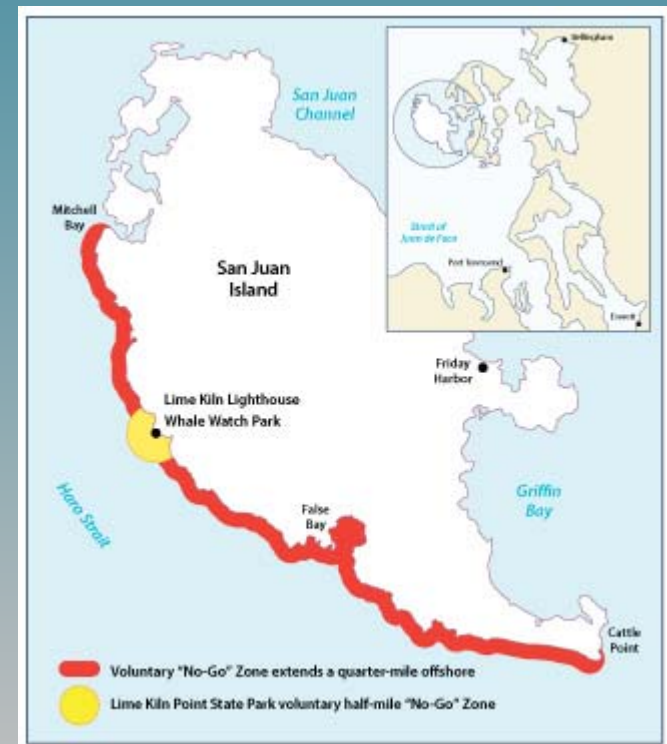 San Juan
Channel
Bellingham
Mitchell
Bay
Strait of
Juan de Fuca
Port Townsend
Everett
San Juan
Island
Friday
Harbor
Lime Kiln Lighthouse
Whale Watch Park
Haro Strait
False
Bay
Griffin
Bay
Cattle
Point
Voluntary "No-Go" Zone extends a quarter-mile offshore
Lime Kiln Point State Park voluntary half-mile "No-Go" Zone